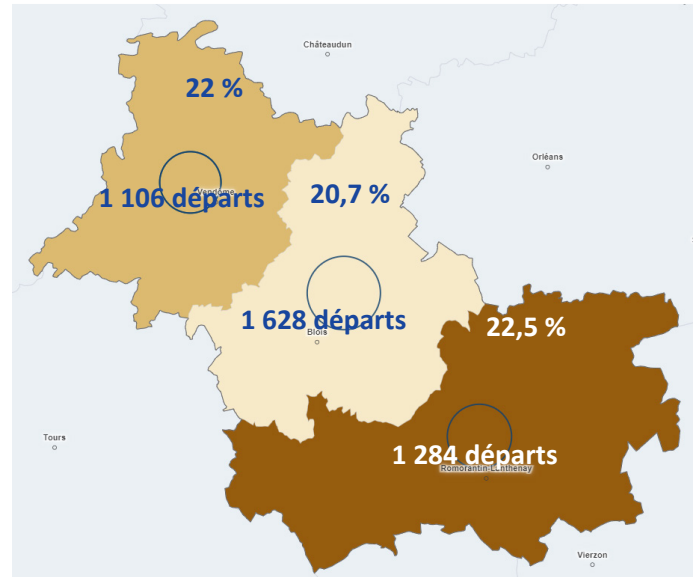 Châteaudun
22 %
Orléans
Vendôme
1 106 départs
20,7 %
1 628 départs
Blois
22,5 %
Tours
1 284 départs
Romorantin-Lanthenay
Vierzon